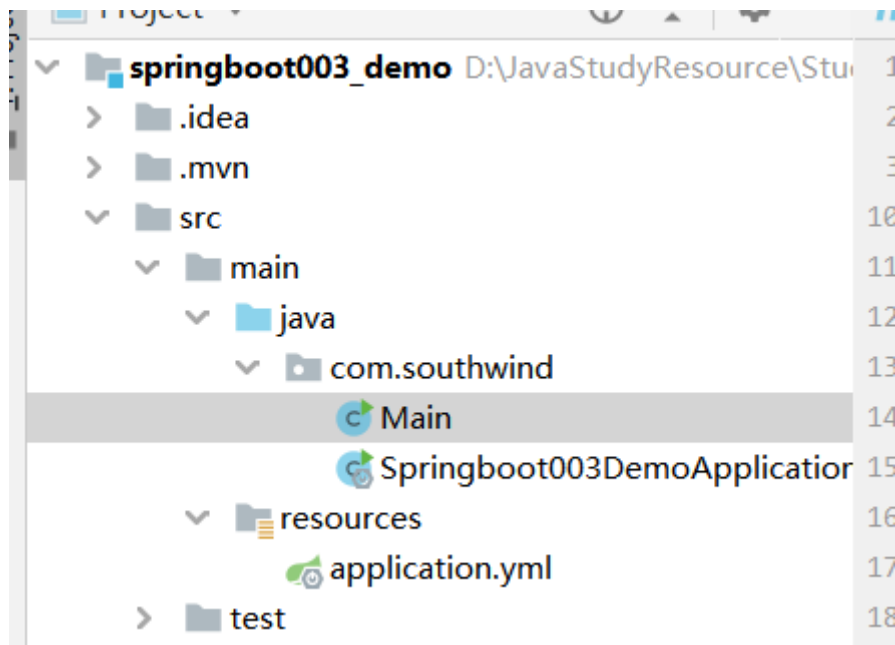 Project
springboot003_demo D:\JavaStudyResource\Stu
1
.idea
2
.mvn
3
src
10
main
11
java
12
com.southwind
13
Main
14
Springboot003DemoApplication
15
resources
16
application.yml
17
test
18